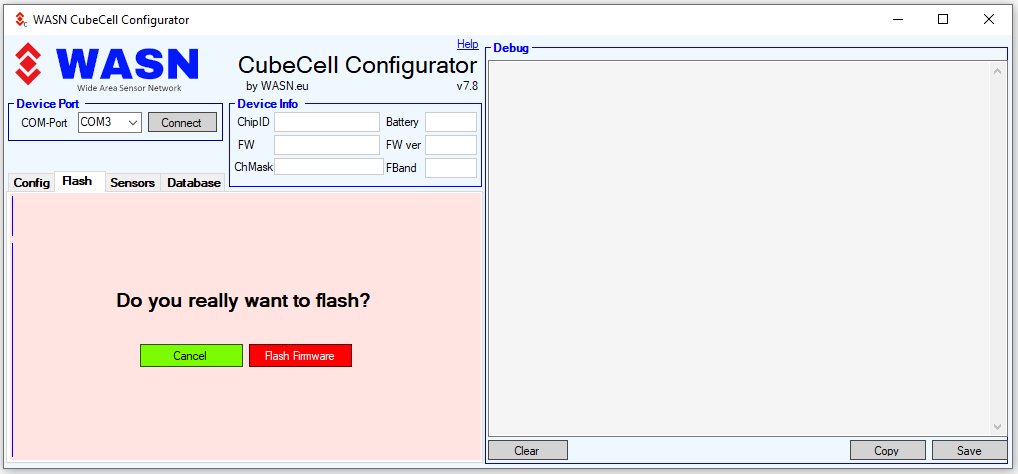 WASN CubeCell Configurator
WASN
Wide Area Sensor Network
Help
CubeCell Configurator
by WASN.eu
v7.8
Device Port
COM-Port
COM3
Connect
Device Info
ChipID
Battery
FW
FW ver
ChMask
FBand
Config
Flash
Sensors
Database
Do you really want to flash?
Cancel
Flash Firmware
Debug
Clear
Copy
Save